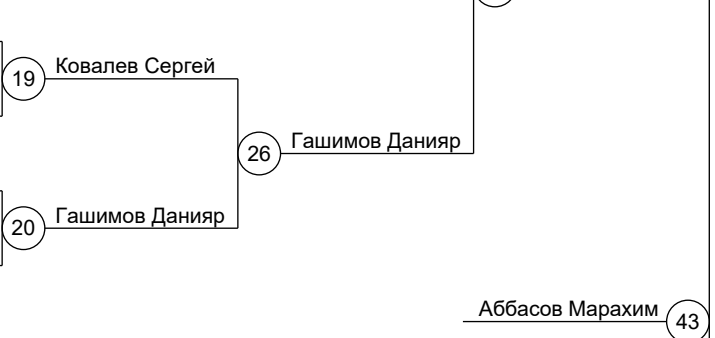 19
Ковалев Сергей
26
Гашимов Данияр
20
Гашимов Данияр
Аббасов Марахим
43